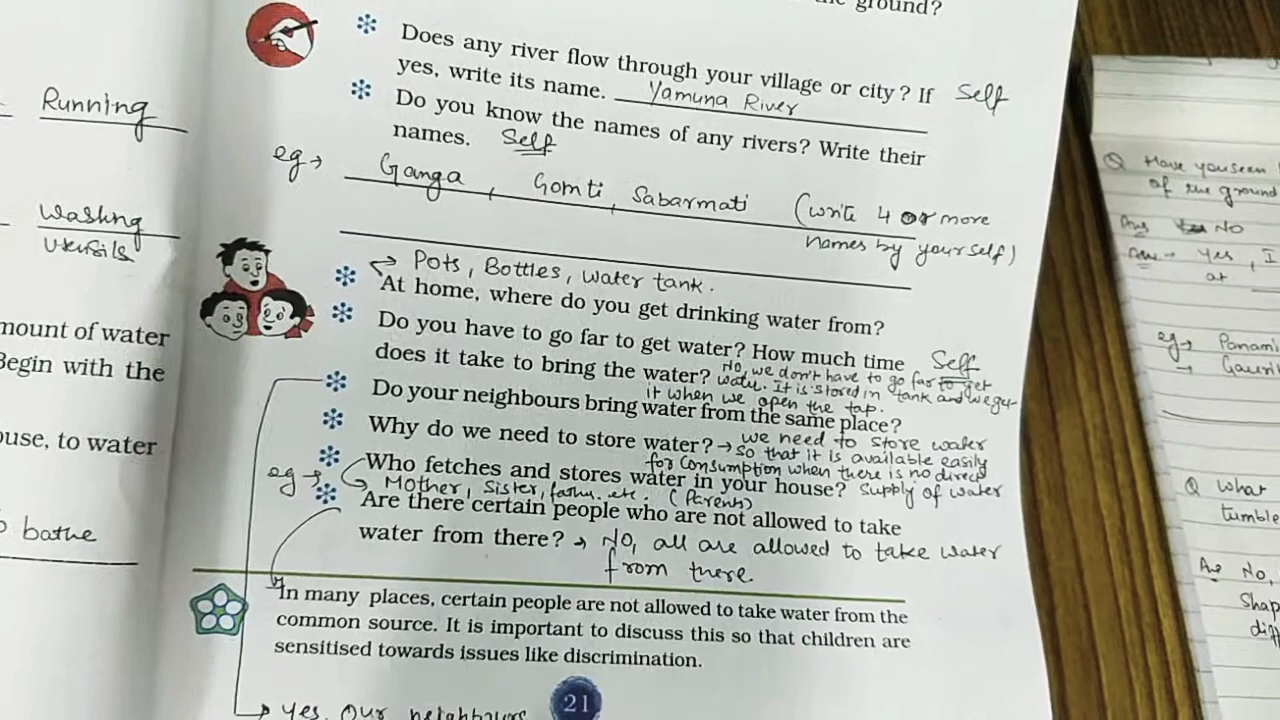 the ground?
Does any river flow through your village or city? If Self
yes, write its name. Yamuna River
Do you know the names of any rivers? Write their
names. Self
eg → Ganga, Gomti, Sabarmati (write 4 or more
names by yourself)
→ Pots, Bottles, water tank.
At home, where do you get drinking water from?
Do you have to go far to get water? How much time Self
does it take to bring the water? No, we don't have to go far to get
water. It is stored in tank and we get
it when we open the tap.
Do your neighbours bring water from the same place?
Why do we need to store water? → we need to store water
so that it is available easily
for consumption when there is no direct
supply of water
Who fetches and stores water in your house?
eg → Mother, Sister, father etc. (Parents)
Are there certain people who are not allowed to take
water from there? → No, all are allowed to take water
from there.
In many places, certain people are not allowed to take water from the
common source. It is important to discuss this so that children are
sensitised towards issues like discrimination.
21
→ yes, Our neighbours
Running
Washng
Utensils
mount of water
Begin with the
ouse, to water
bathe
Q Have you seen
of the ground
Ans No
Ans → Yes, I
at
eg →
→
Q What
tumble
Ans No,
Shap